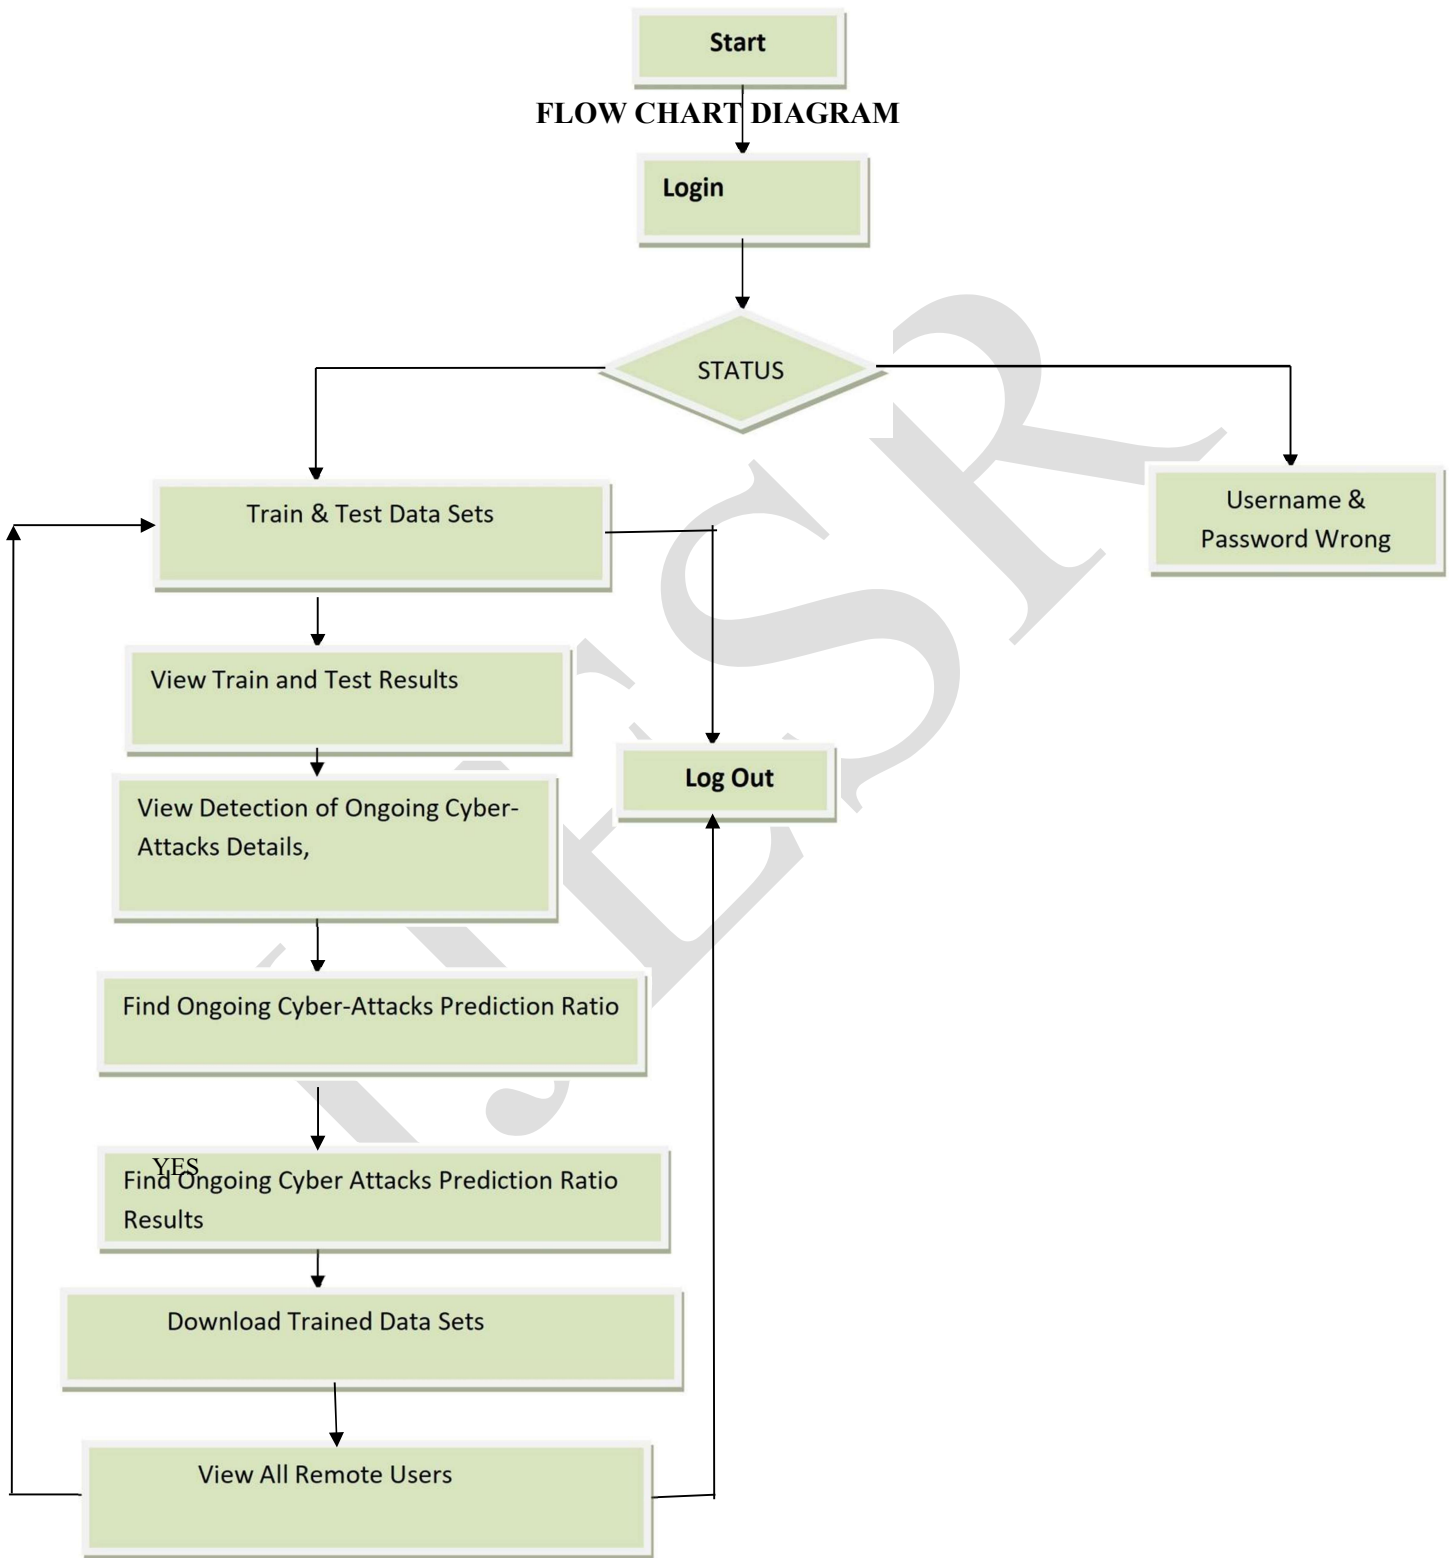 Start
FLOW CHART DIAGRAM
Login
STATUS
Train & Test Data Sets
Username &
Password Wrong
View Train and Test Results
Log Out
View Detection of Ongoing Cyber-
Attacks Details,
Find Ongoing Cyber-Attacks Prediction Ratio
YES
Find Ongoing Cyber Attacks Prediction Ratio
Results
Download Trained Data Sets
View All Remote Users